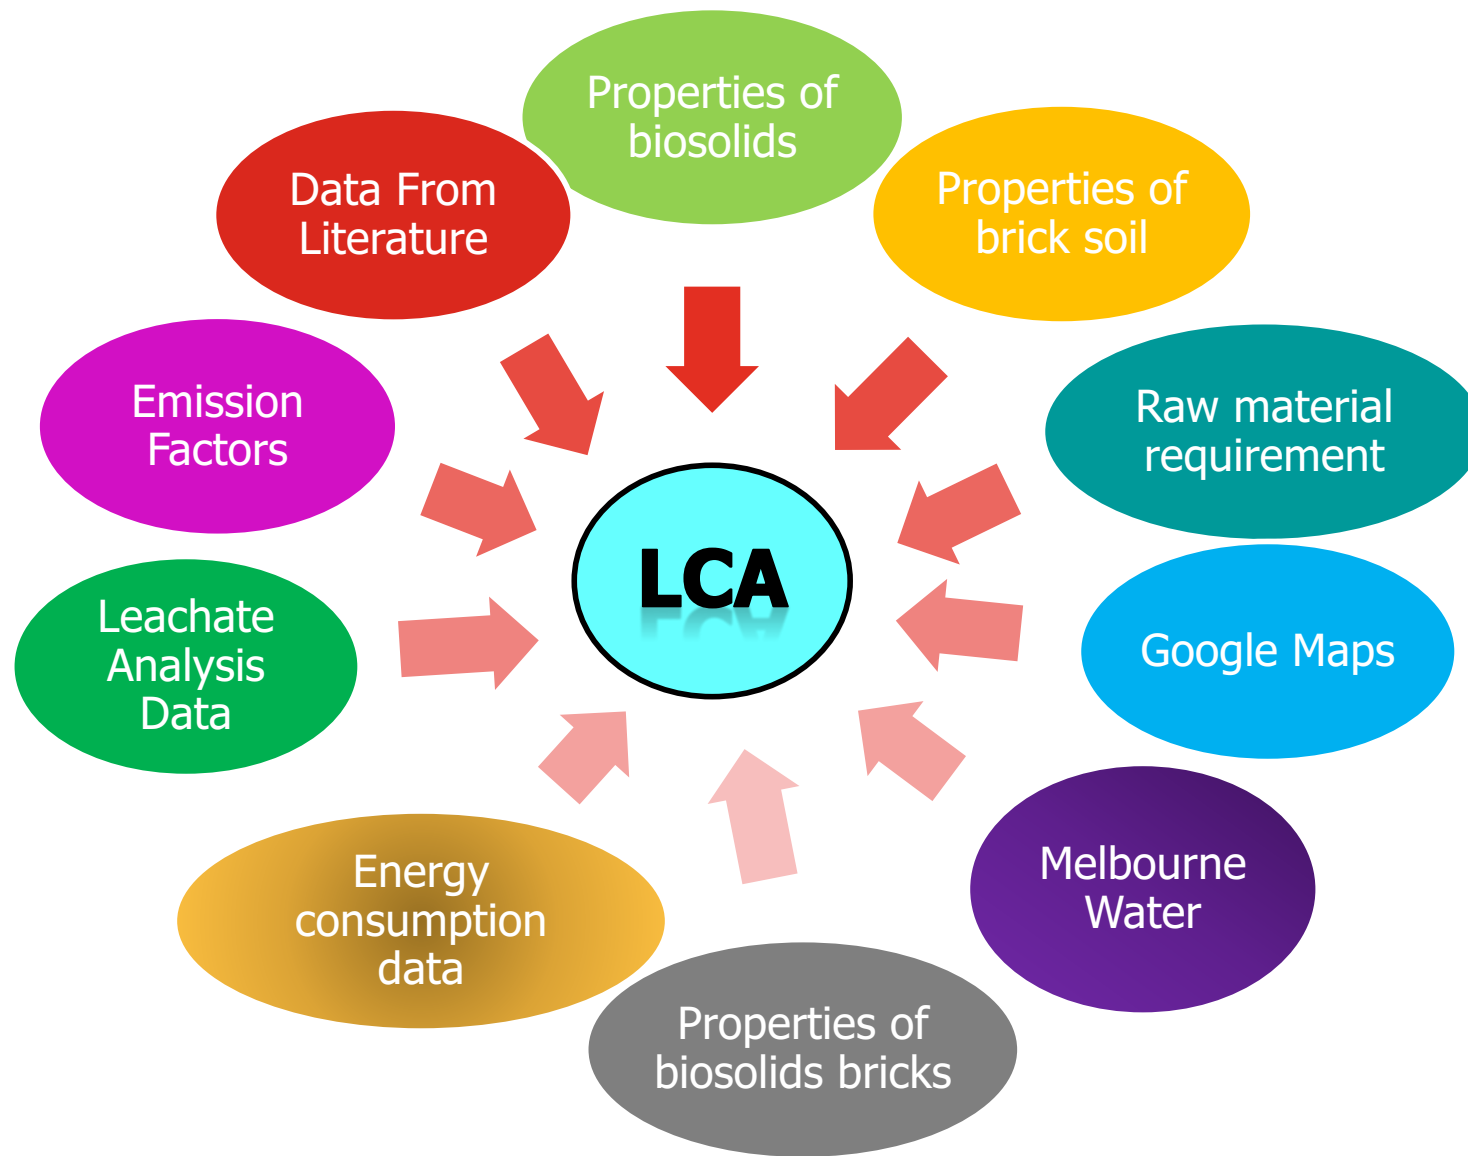 Properties of
biosolids
Data From
Literature
Properties of
brick soil
Emission
Factors
Raw material
requirement
LCA
Leachate
Analysis
Data
Google Maps
Energy
consumption
data
Melbourne
Water
Properties of
biosolids bricks